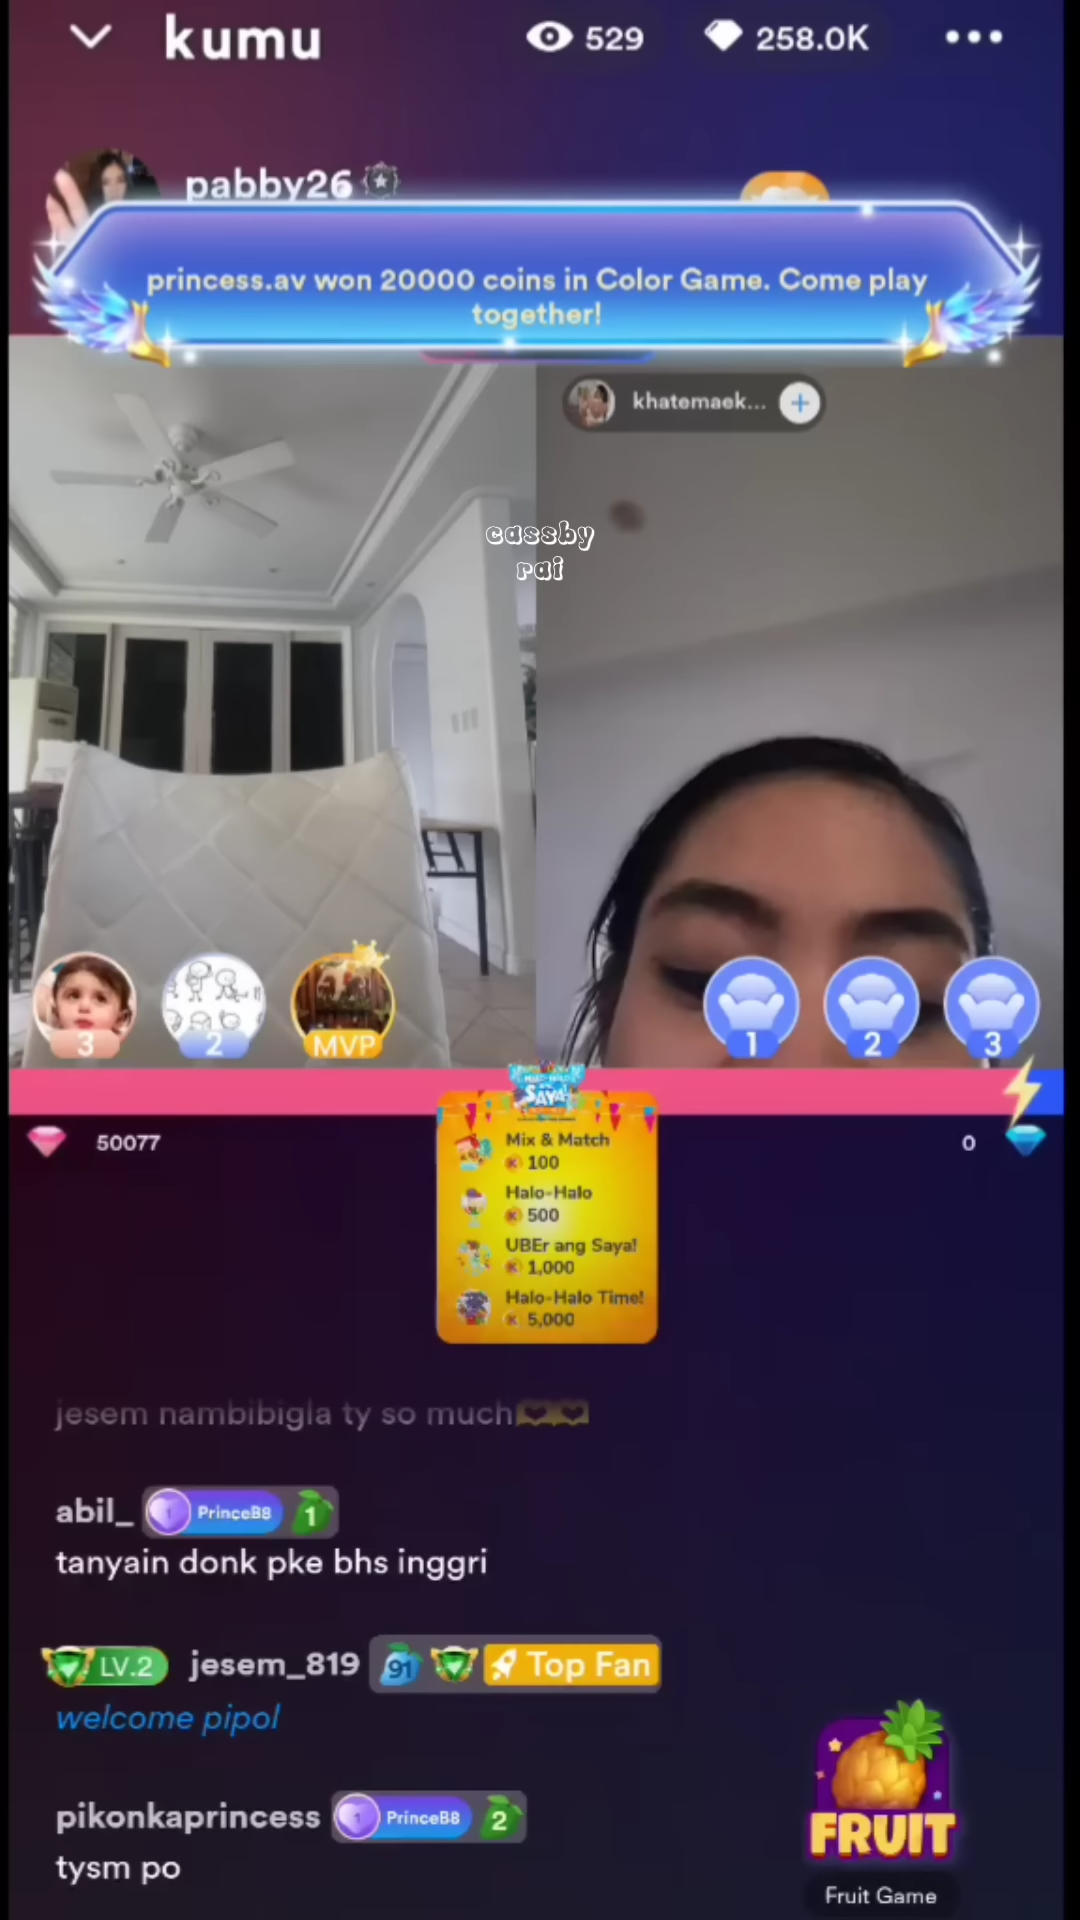 kumu
529
258.0K
pabby26
princess.av won 20000 coins in Color Game. Come play
together!
khatemaek...
cassby
rai
3
2
MVP
1
2
3
SAYA!
50077
0
Mix & Match
100
Halo-Halo
500
UBEr ang Saya!
1,000
Halo-Halo Time!
5,000
jesem nambibigla ty so much
abil_ 1 PrinceB8 1
tanyain donk pke bhs inggri
LV.2 jesem_819 91 Top Fan
welcome pipol
pikonkaprincess 1 PrinceB8 2
tysm po
FRUIT
Fruit Game